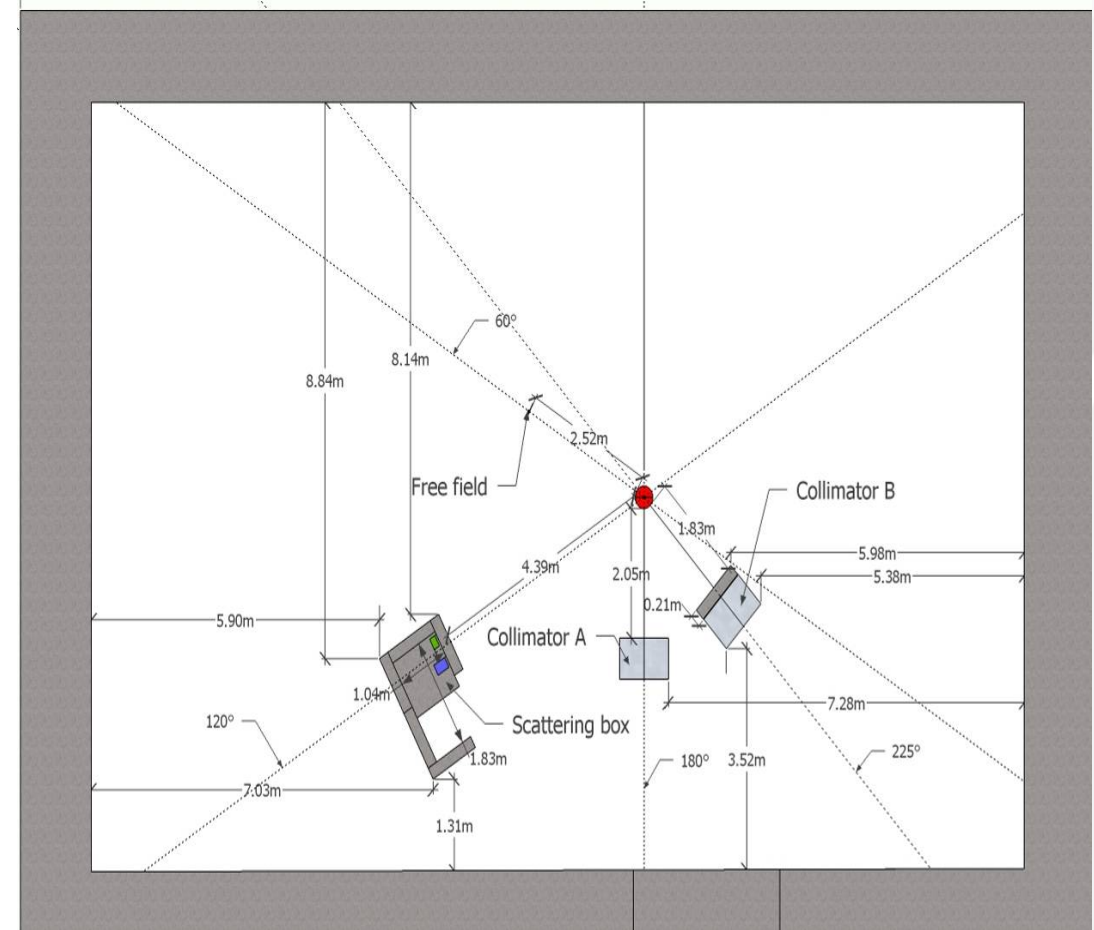 60°
8.14m
8.84m
2.52m
Free field
Collimator B
1.83m
5.98m
4.39m
2.05m
5.38m
0.21m
5.90m
Collimator A
1.04m
7.28m
120°
Scattering box
1.83m
180°
3.52m
225°
7.03m
1.31m